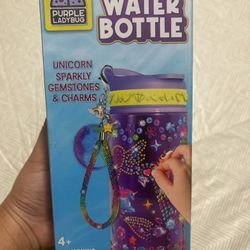 PURPLE
LADYBUG
WATER
BOTTLE
UNICORN
SPARKLY
GEMSTONES
& CHARMS
4+